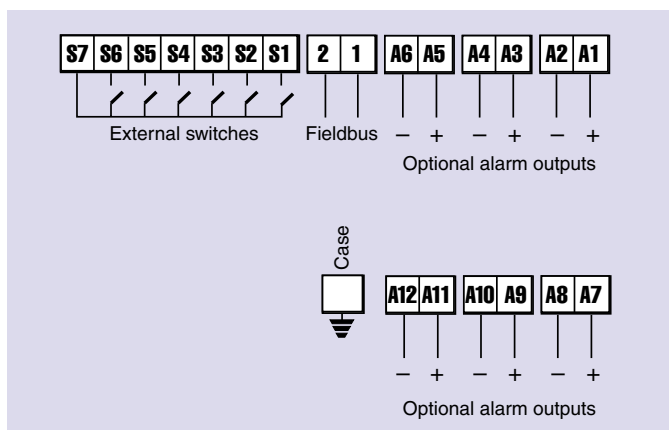 S7 S6 S5 S4 S3 S2 S1 2 1 A6 A5 A4 A3 A2 A1
External switches Fieldbus – + – + – +
Optional alarm outputs
Case
A12 A11 A10 A9 A8 A7
– + – + – +
Optional alarm outputs